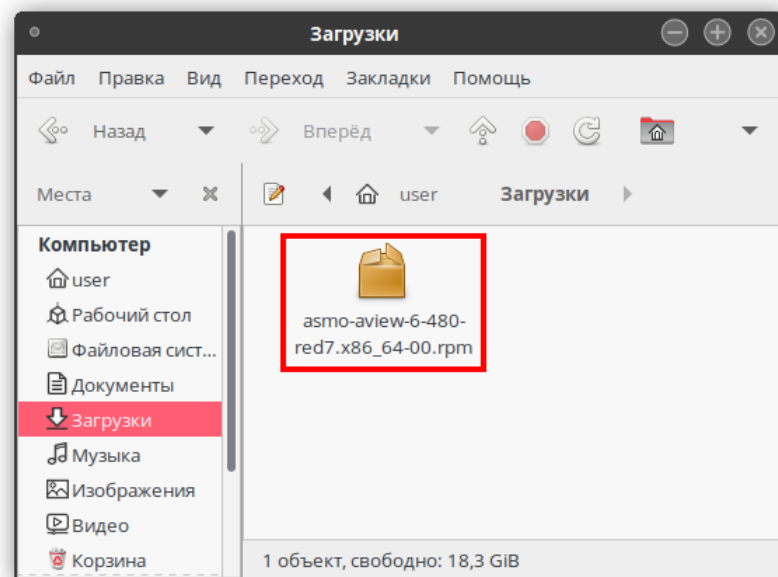 Загрузки
Файл Правка Вид Переход Закладки Помощь
Назад Вперёд
Места user Загрузки
Компьютер
user
Рабочий стол
Файловая сист...
Документы
Загрузки
Музыка
Изображения
Видео
Корзина
asmo-aview-6-480-
red7.x86_64-00.rpm
1 объект, свободно: 18,3 GiB